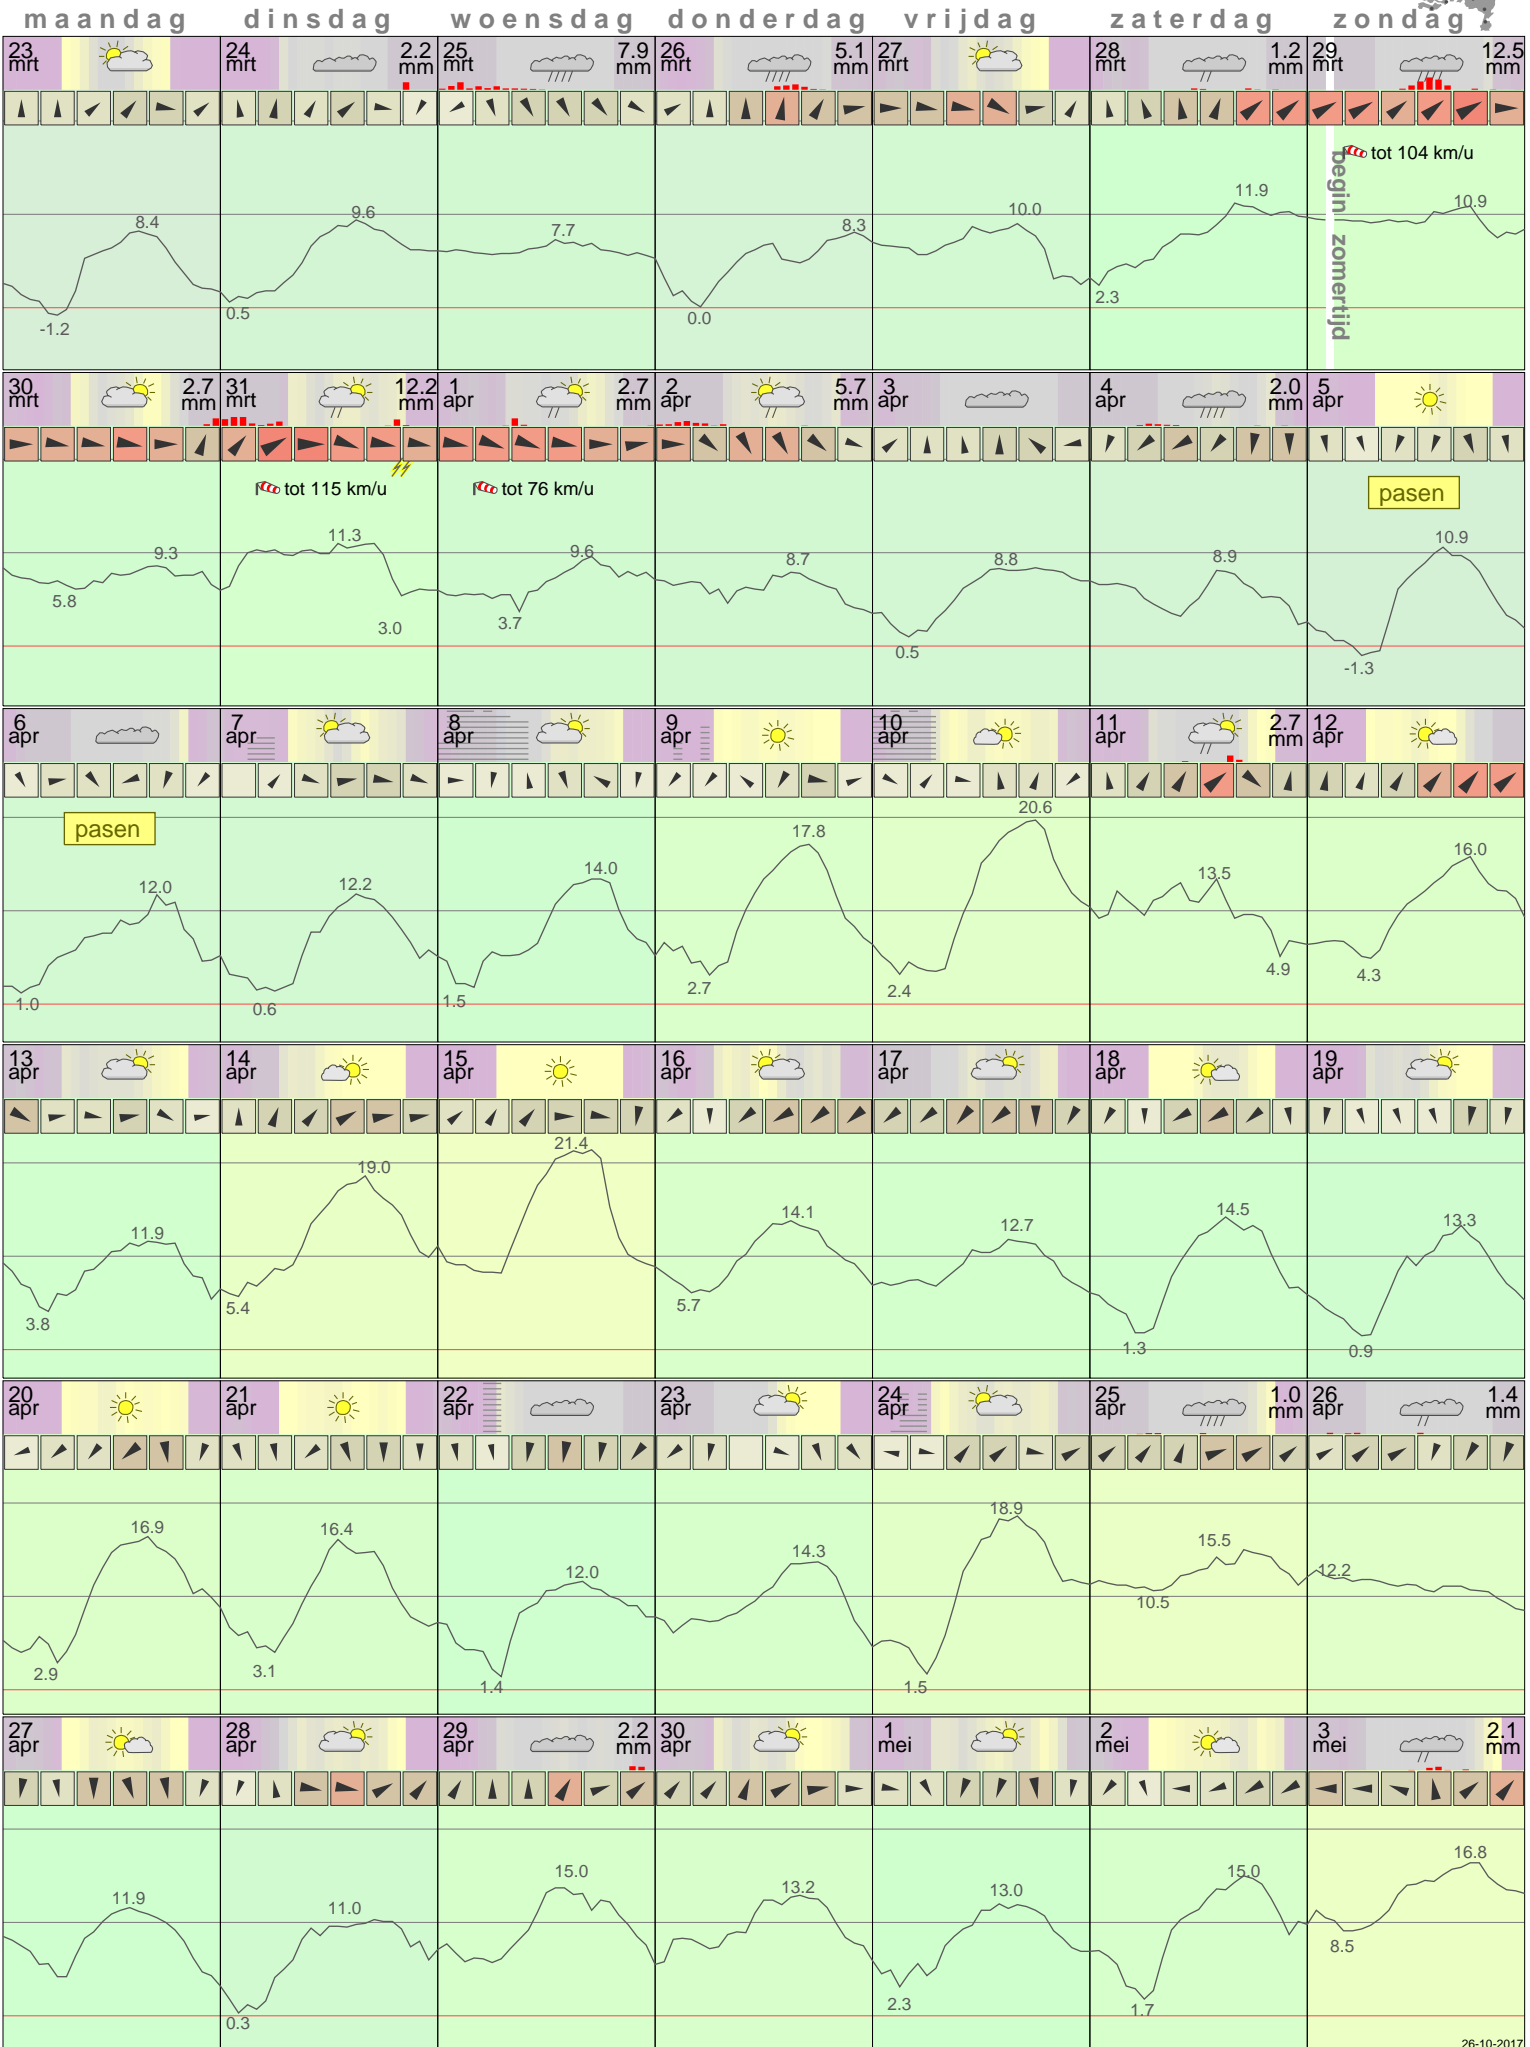 maandag dinsdag woensdag donderdag vrijdag zaterdag zondag
23 24 2.2 25 7.9 26 5.1 27 28 1.2 29 12.5
mrt mrt mm mrt mm mrt mm mrt mrt mm mrt mm
tot 104 km/u
begin zomertijd
8.4 9.6 7.7 8.3 10.0 11.9 10.9
-1.2 0.5 0.0 2.3
30 2.7 31 12.2 1 2.7 2 5.7 3 4 2.0 5
mrt mm mrt mm apr mm apr mm apr apr mm apr
tot 115 km/u tot 76 km/u pasen
9.3 11.3 9.6 8.7 8.8 8.9 10.9
5.8 3.0 3.7 0.5 -1.3
6 7 8 9 10 11 2.7 12
apr apr apr apr apr apr mm apr
pasen
12.0 12.2 14.0 17.8 20.6 13.5 16.0
1.0 0.6 1.5 2.7 2.4 4.9 4.3
13 14 15 16 17 18 19
apr apr apr apr apr apr apr
11.9 19.0 21.4 14.1 12.7 14.5 13.3
3.8 5.4 5.7 1.3 0.9
20 21 22 23 24 25 1.0 26 1.4
apr apr apr apr apr apr mm apr mm
16.9 16.4 12.0 14.3 18.9 15.5 12.2
2.9 3.1 1.4 1.5 10.5
27 28 29 2.2 30 1 2 3 2.1
apr apr apr mm apr mei mei mei mm
11.9 11.0 15.0 13.2 13.0 15.0 16.8
0.3 2.3 1.7 8.5
26-10-2017